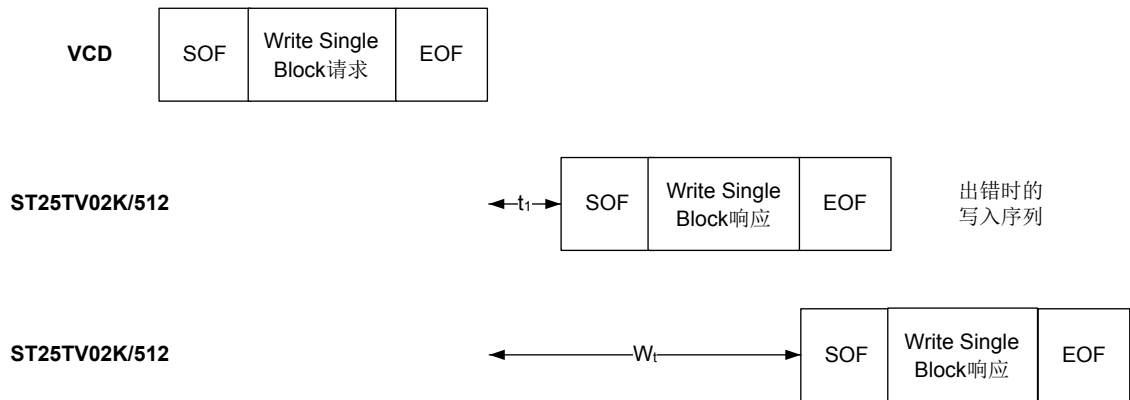 VCD
SOF
Write Single
Block请求
EOF
ST25TV02K/512
t1
SOF
Write Single
Block响应
EOF
出错时的
写入序列
ST25TV02K/512
Wt
SOF
Write Single
Block响应
EOF